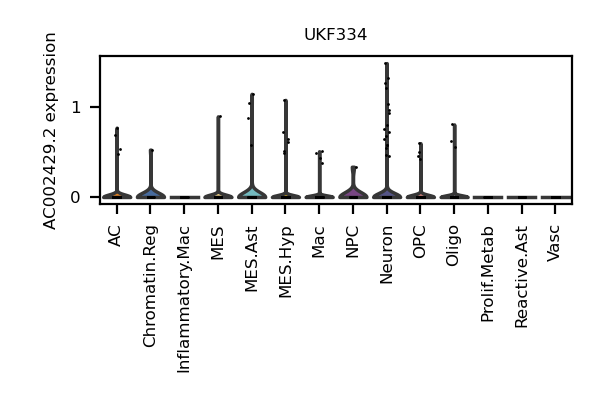 UKF334
AC002429.2 expression
1
0
AC
Chromatin.Reg
Inflammatory.Mac
MES
MES.Ast
MES.Hyp
Mac
NPC
Neuron
OPC
Oligo
Prolif.Metab
Reactive.Ast
Vasc